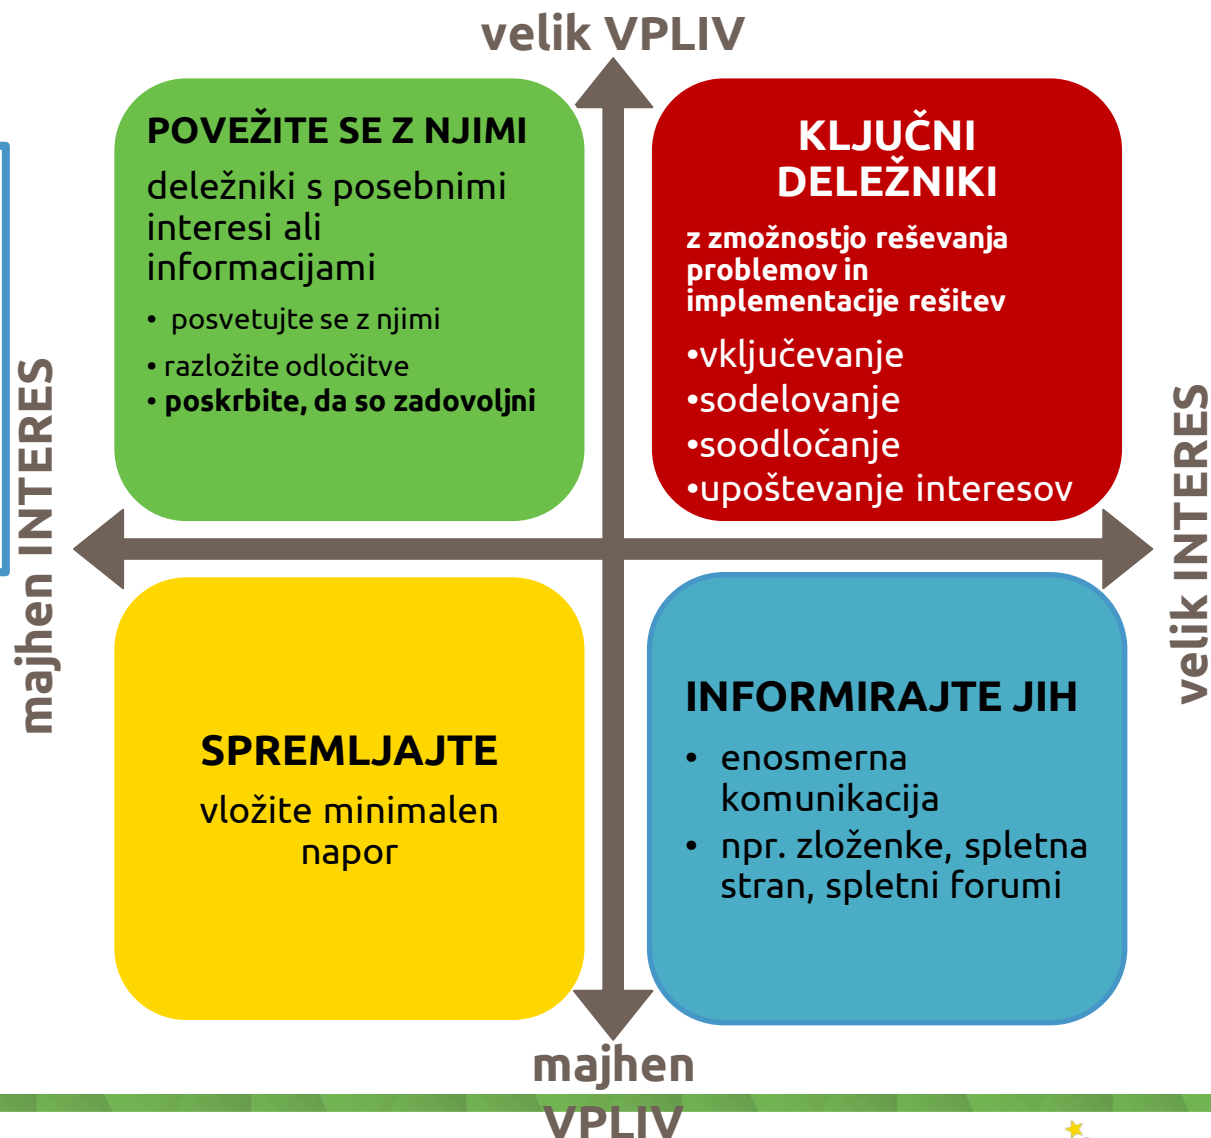 velik VPLIV
POVEŽITE SE Z NJIMI
deležniki s posebnimi
interesi ali
informacijami
• posvetujte se z njimi
• razložite odločitve
• poskrbite, da so zadovoljni
KLJUČNI
DELEŽNIKI
z zmožnostjo reševanja
problemov in
implementacije rešitev
•vključevanje
•sodelovanje
•soodločanje
•upoštevanje interesov
majhen INTERES
velik INTERES
SPREMLJAJTE
vložite minimalen
napor
INFORMIRAJTE JIH
• enosmerna
komunikacija
• npr. zloženke, spletna
stran, spletni forumi
majhen
VPLIV